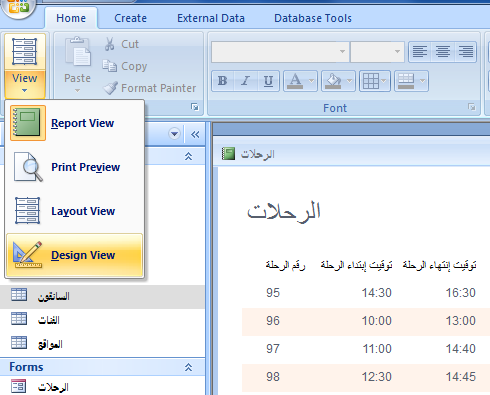 Home Create External Data Database Tools
View Paste Cut
Copy
Format Painter
B I U A
Font
Report View
Print Preview
Layout View
Design View
السائقون
الفئات
المواقع
Forms
الرحلات
الرحلات
الرحلات
رقم الرحلة توقيت إبتداء الرحلة توقيت إنتهاء الرحلة
95 14:30 16:30
96 10:00 13:00
97 11:00 14:40
98 12:30 14:45